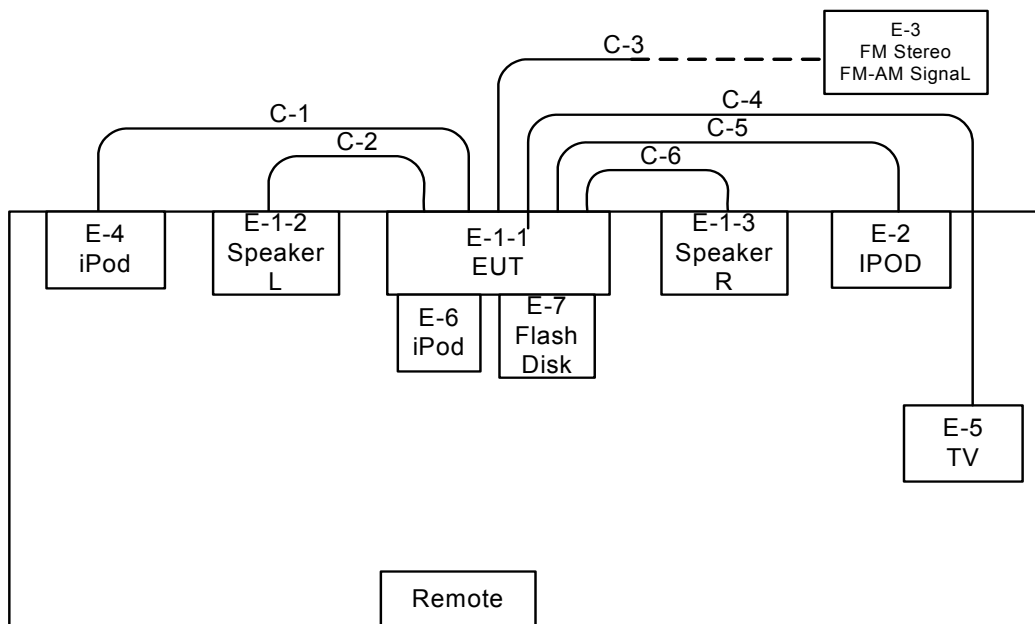 E-3
FM Stereo
FM-AM SignaL
C-3
C-4
C-1
C-5
C-2
C-6
E-4
iPod
E-1-2
Speaker
L
E-1-1
EUT
E-1-3
Speaker
R
E-2
IPOD
E-6
iPod
E-7
Flash
Disk
E-5
TV
Remote